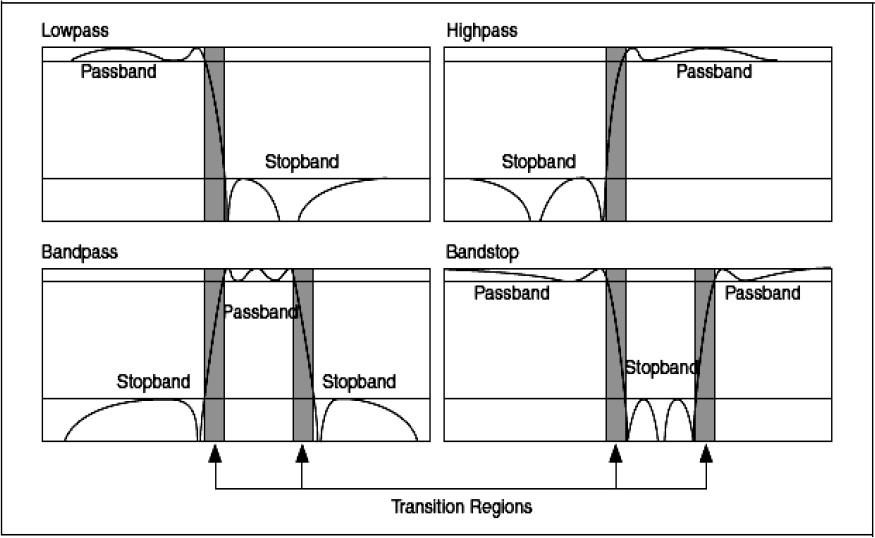 Lowpass
Passband
Stopband
Highpass
Passband
Stopband
Bandpass
Passband
Stopband
Stopband
Bandstop
Passband
Passband
Stopband
Transition Regions